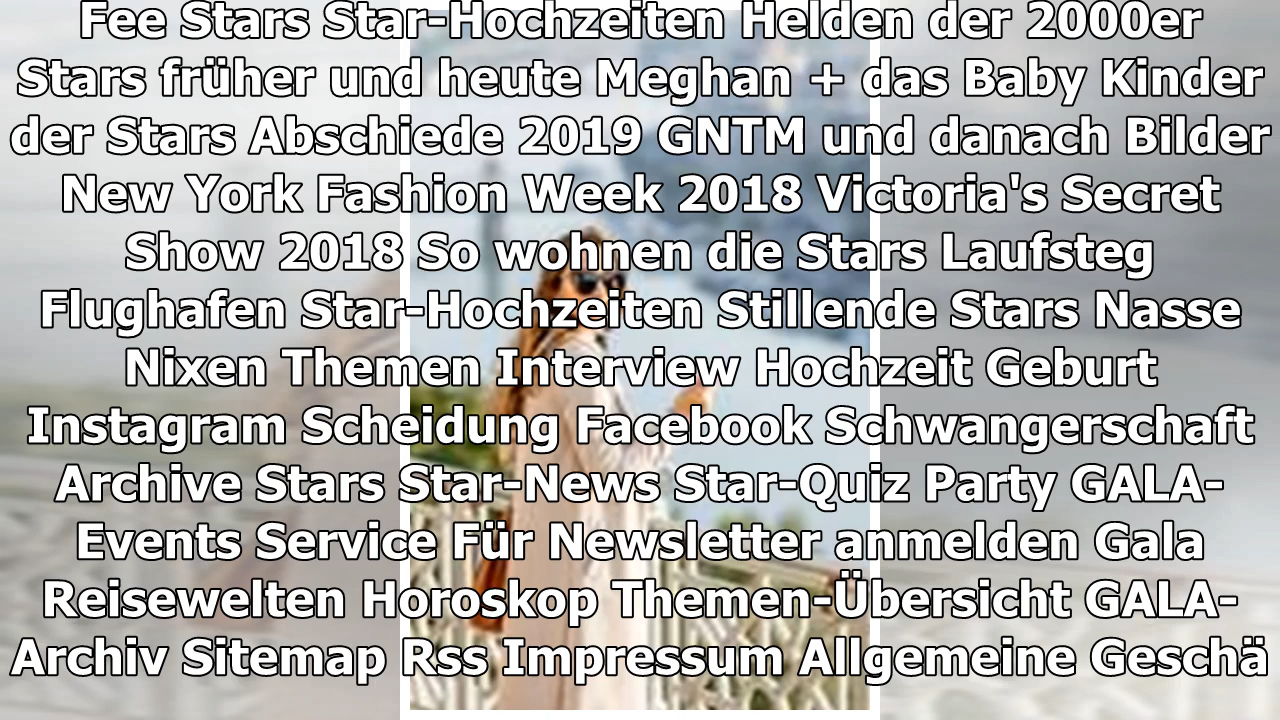 Fee Stars Star-Hochzeiten Helden der 2000er
Stars früher und heute Meghan + das Baby Kinder
der Stars Abschiede 2019 GNTM und danach Bilder
New York Fashion Week 2018 Victoria's Secret
Show 2018 So wohnen die Stars Laufsteg
Flughafen Star-Hochzeiten Stillende Stars Nasse
Nixen Themen Interview Hochzeit Geburt
Instagram Scheidung Facebook Schwangerschaft
Archive Stars Star-News Star-Quiz Party GALA-
Events Service Für Newsletter anmelden Gala
Reisewelten Horoskop Themen-Übersicht GALA-
Archiv Sitemap Rss Impressum Allgemeine Geschä